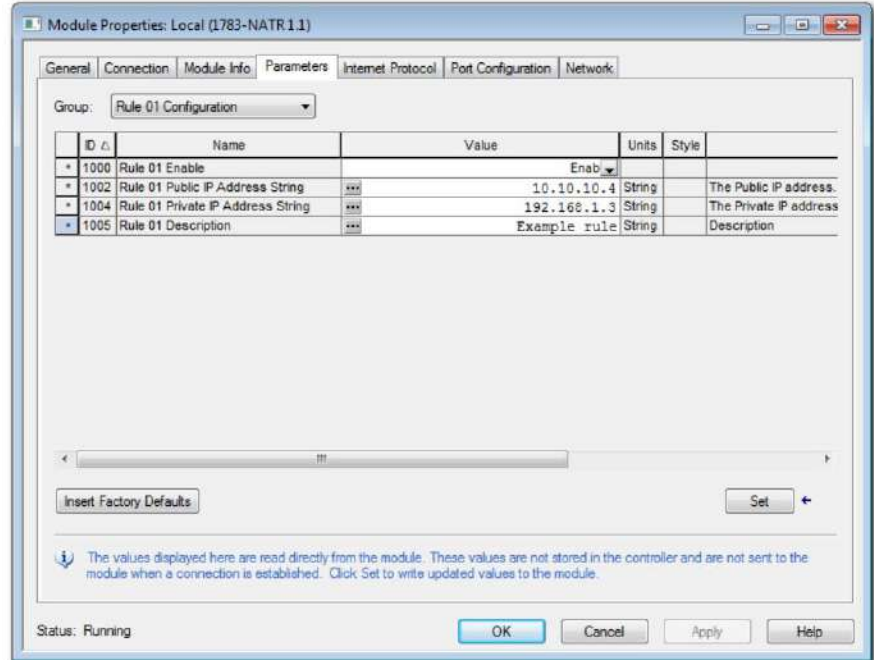 Module Properties: Local (1783-NATR 1.1)
General Connection Module Info Parameters Internet Protocol Port Configuration Network
Group: Rule 01 Configuration
ID Name Value Units Style
* 1000 Rule 01 Enable Enab
* 1002 Rule 01 Public IP Address String ... 10.10.10.4 String The Public IP address.
* 1004 Rule 01 Private IP Address String ... 192.168.1.3 String The Private IP address
* 1005 Rule 01 Description ... Example rule String Description
Insert Factory Defaults Set
The values displayed here are read directly from the module. These values are not stored in the controller and are not sent to the
module when a connection is established. Click Set to write updated values to the module.
Status: Running OK Cancel Apply Help